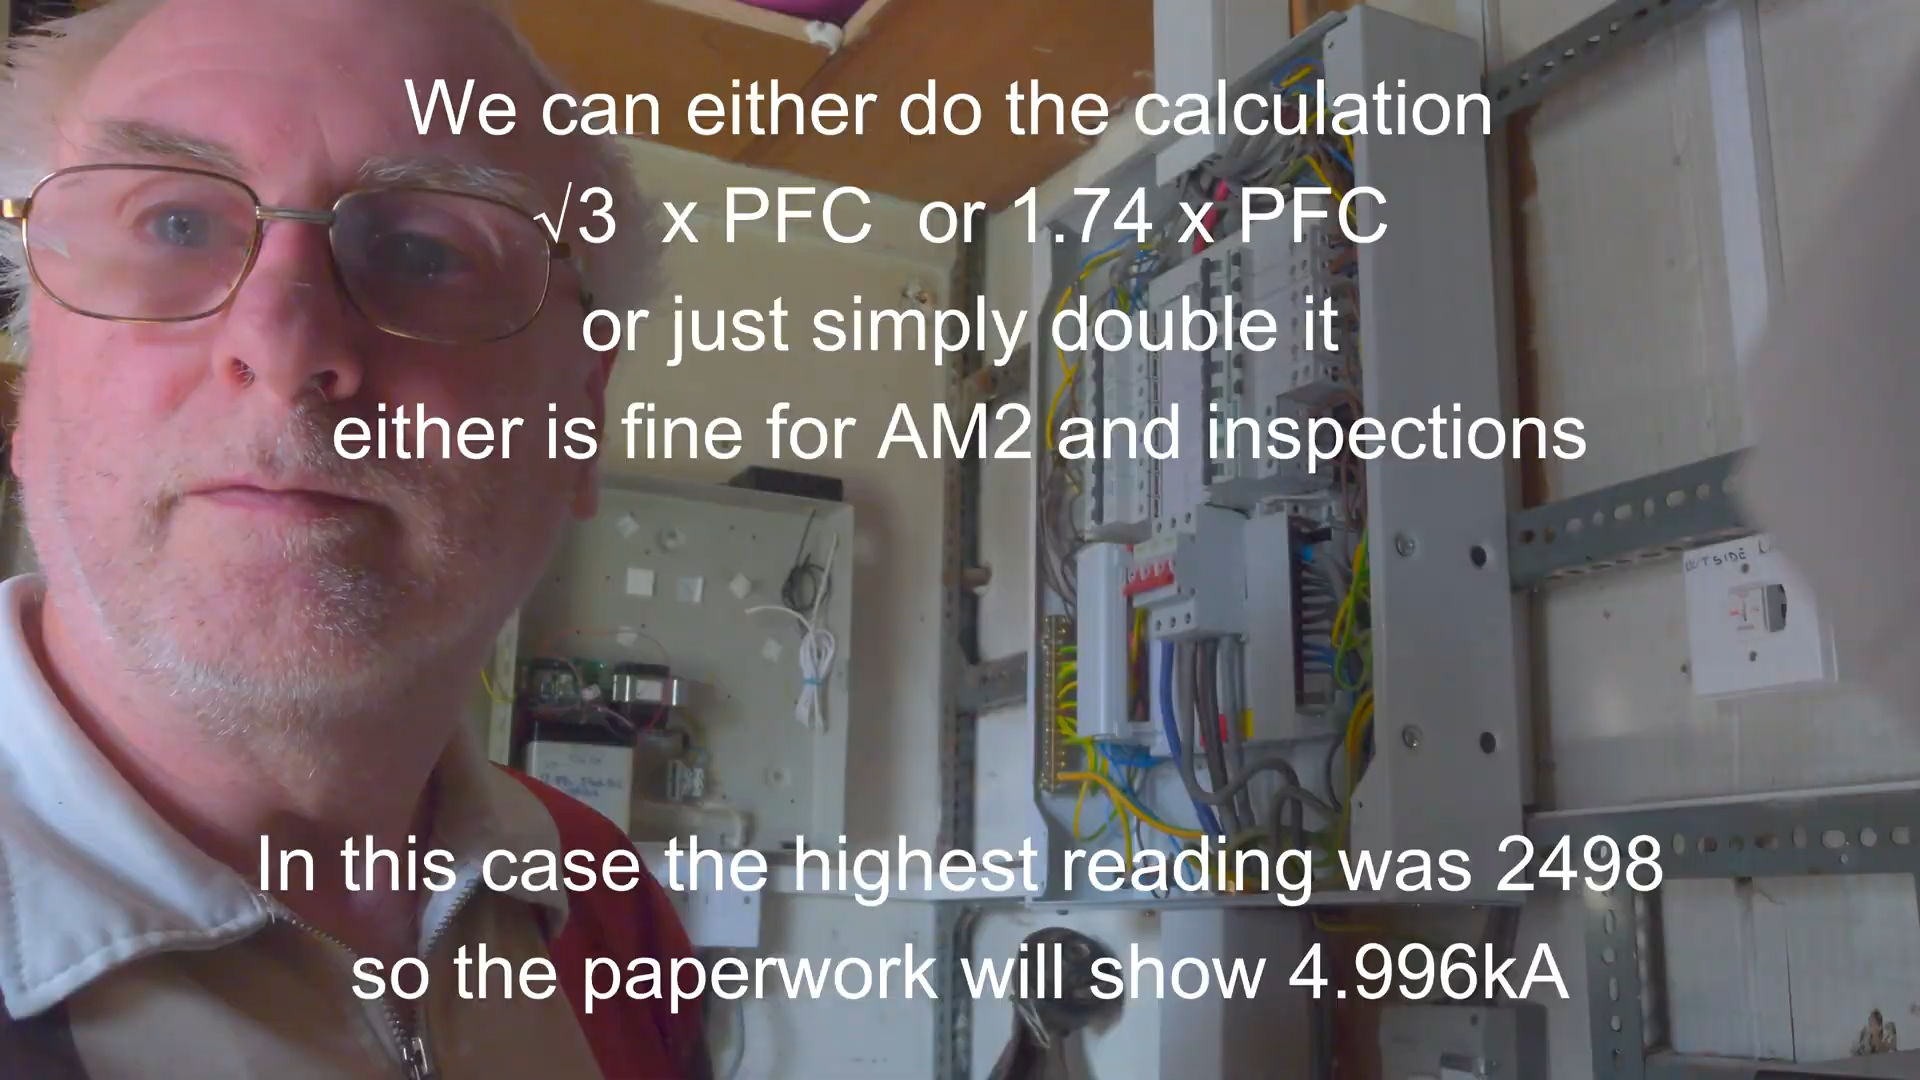 We can either do the calculation
√3 x PFC or 1.74 x PFC
or just simply double it
either is fine for AM2 and inspections
OUTSIDE
In this case the highest reading was 2498
so the paperwork will show 4.996kA